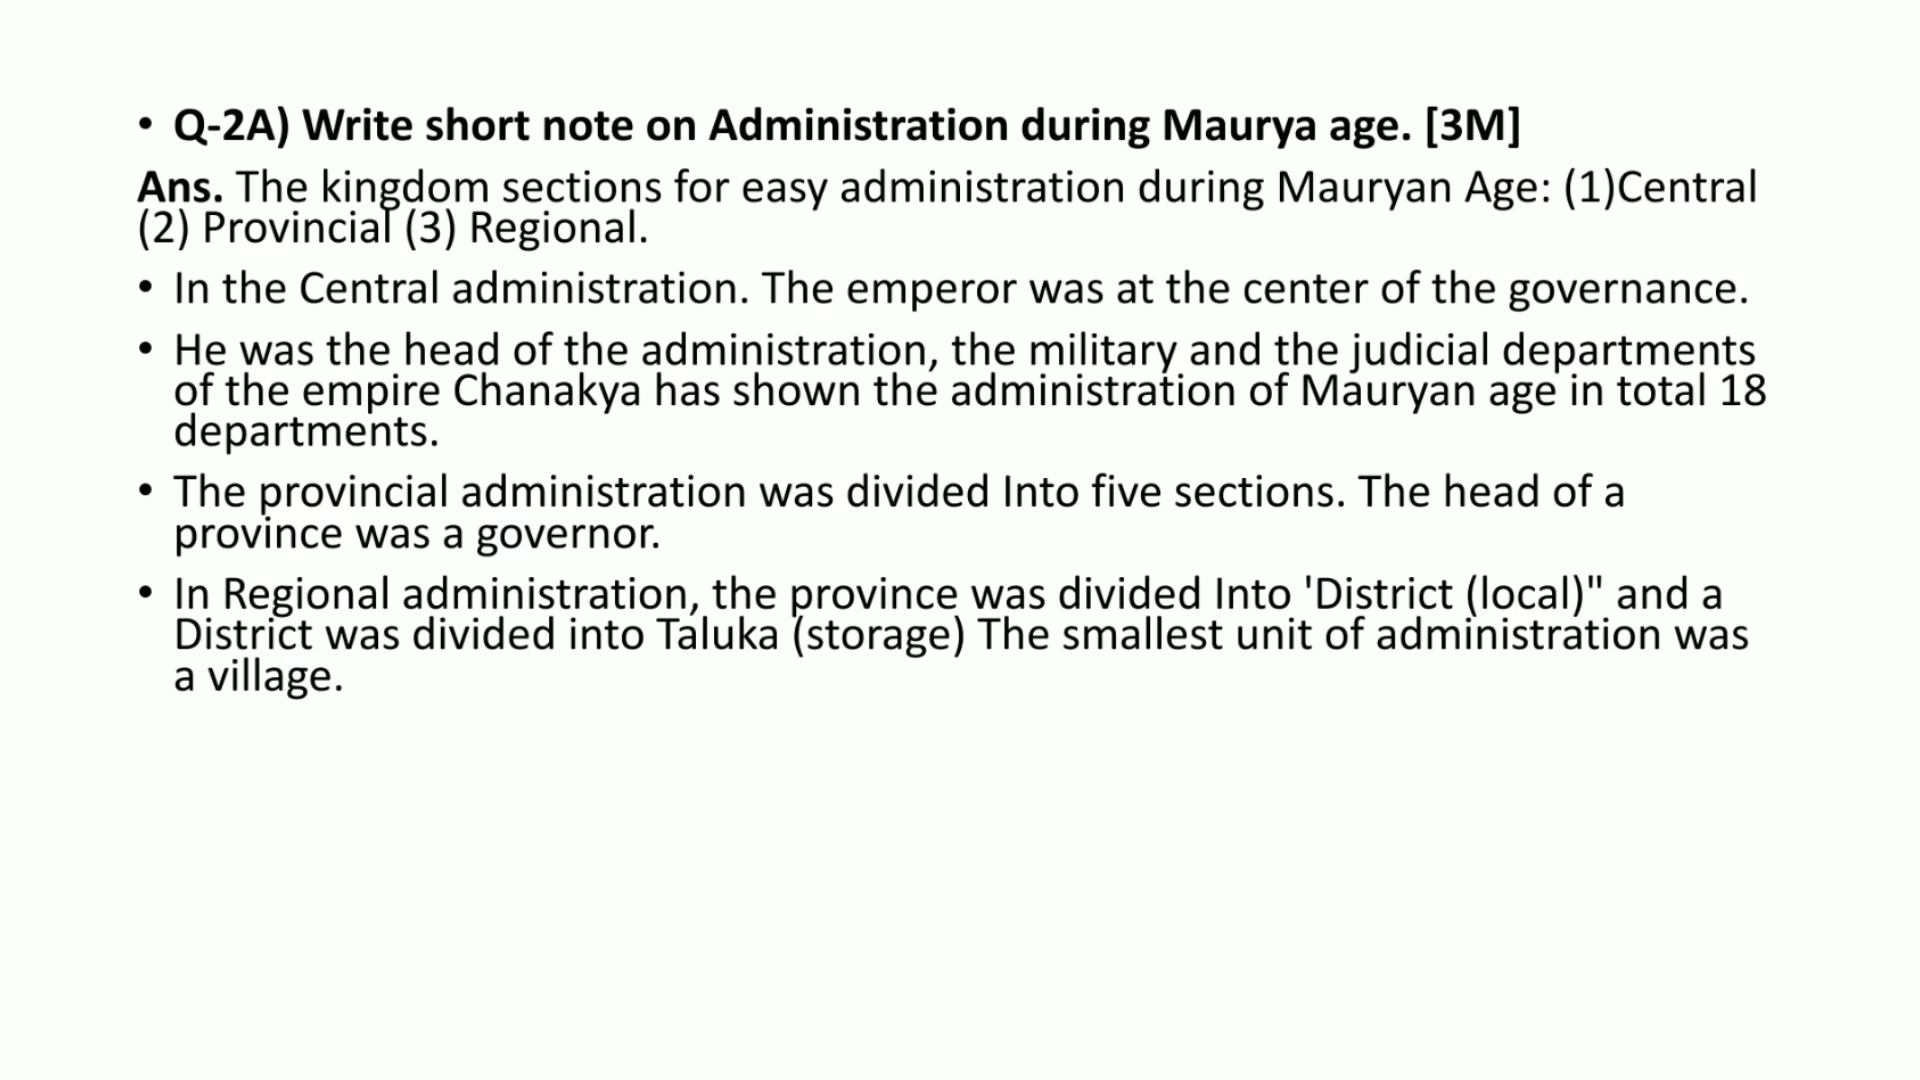 • Q-2A) Write short note on Administration during Maurya age. [3M]
Ans. The kingdom sections for easy administration during Mauryan Age: (1)Central
(2) Provincial (3) Regional.
• In the Central administration. The emperor was at the center of the governance.
• He was the head of the administration, the military and the judicial departments
of the empire Chanakya has shown the administration of Mauryan age in total 18
departments.
• The provincial administration was divided Into five sections. The head of a
province was a governor.
• In Regional administration, the province was divided Into 'District (local)" and a
District was divided into Taluka (storage) The smallest unit of administration was
a village.